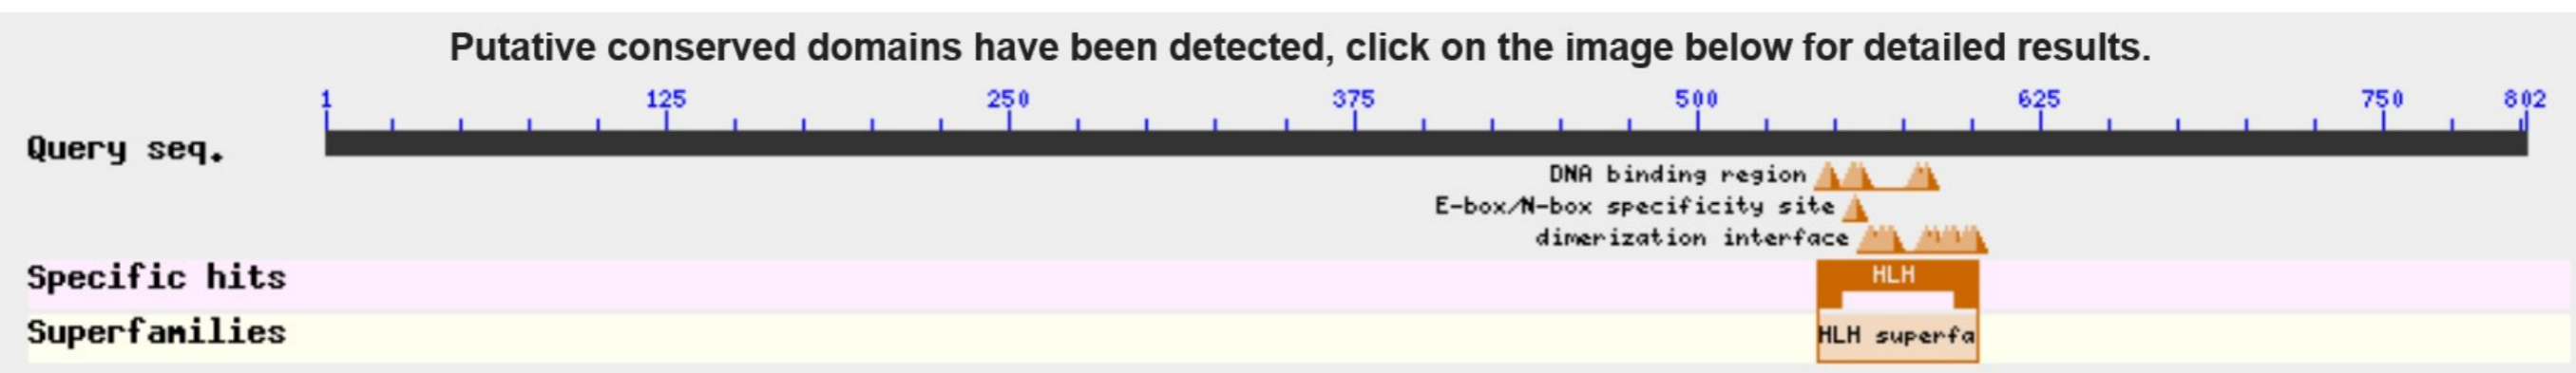 Putative conserved domains have been detected, click on the image below for detailed results.
1 125 250 375 500 625 750 802
Query seq.
DNA binding region
E-box/N-box specificity site
dimerization interface
Specific hits HLH
Superfamilies HLH superfa